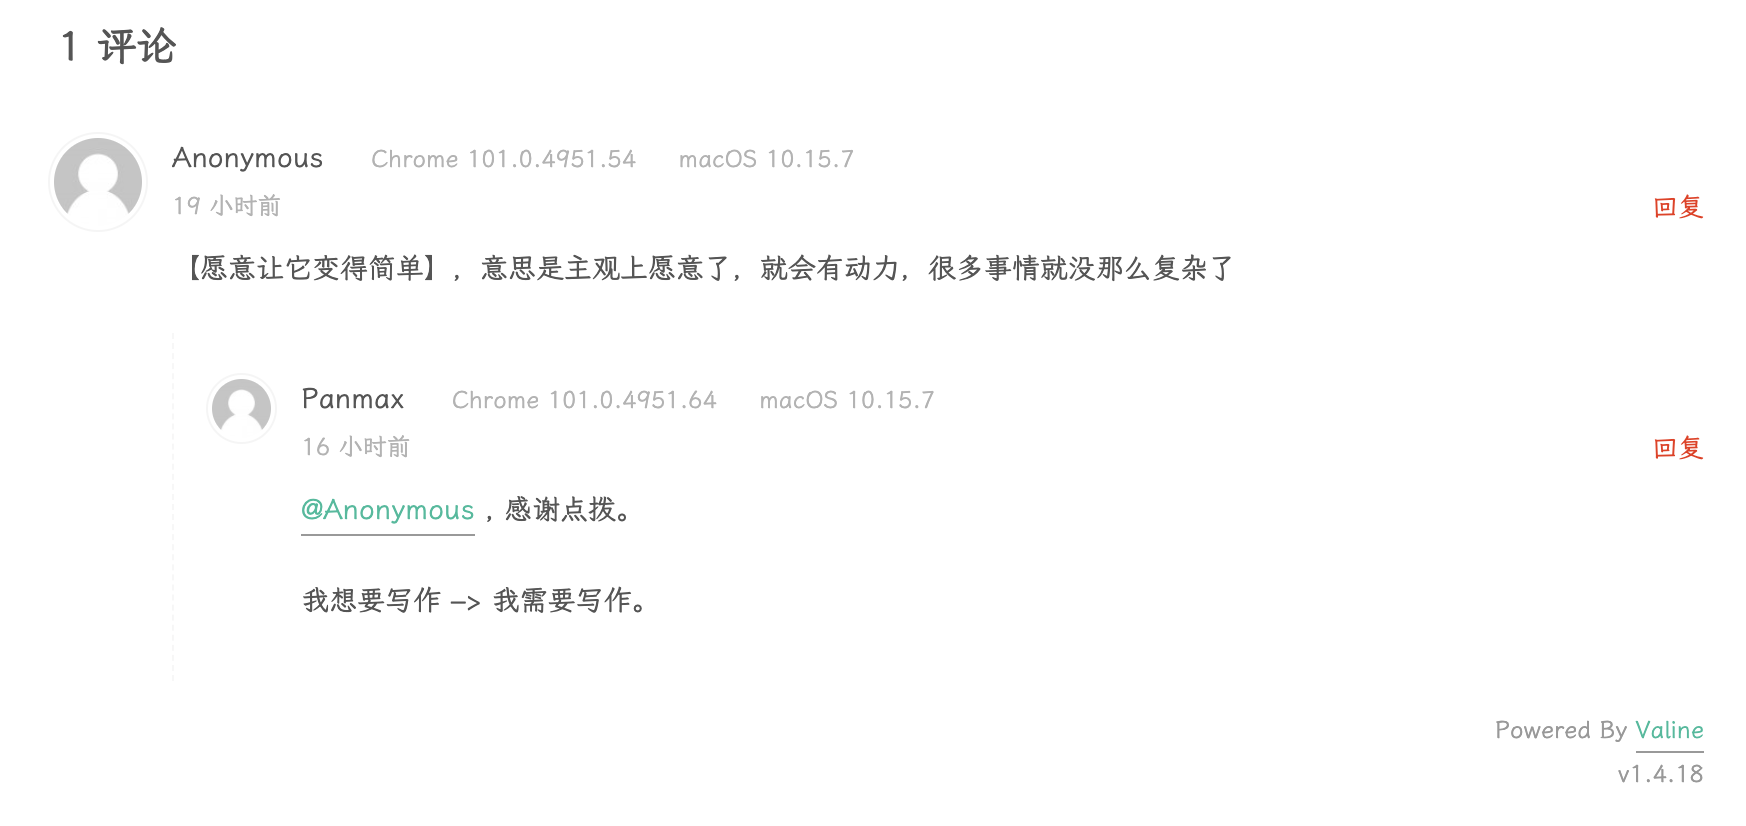 1 评论
Anonymous Chrome 101.0.4951.54 macOS 10.15.7
19 小时前 回复
【愿意让它变得简单】，意思是主观上愿意了，就会有动力，很多事情就没那么复杂了
Panmax Chrome 101.0.4951.64 macOS 10.15.7
16 小时前 回复
@Anonymous , 感谢点拨。
我想要写作 –> 我需要写作。
Powered By Valine
v1.4.18